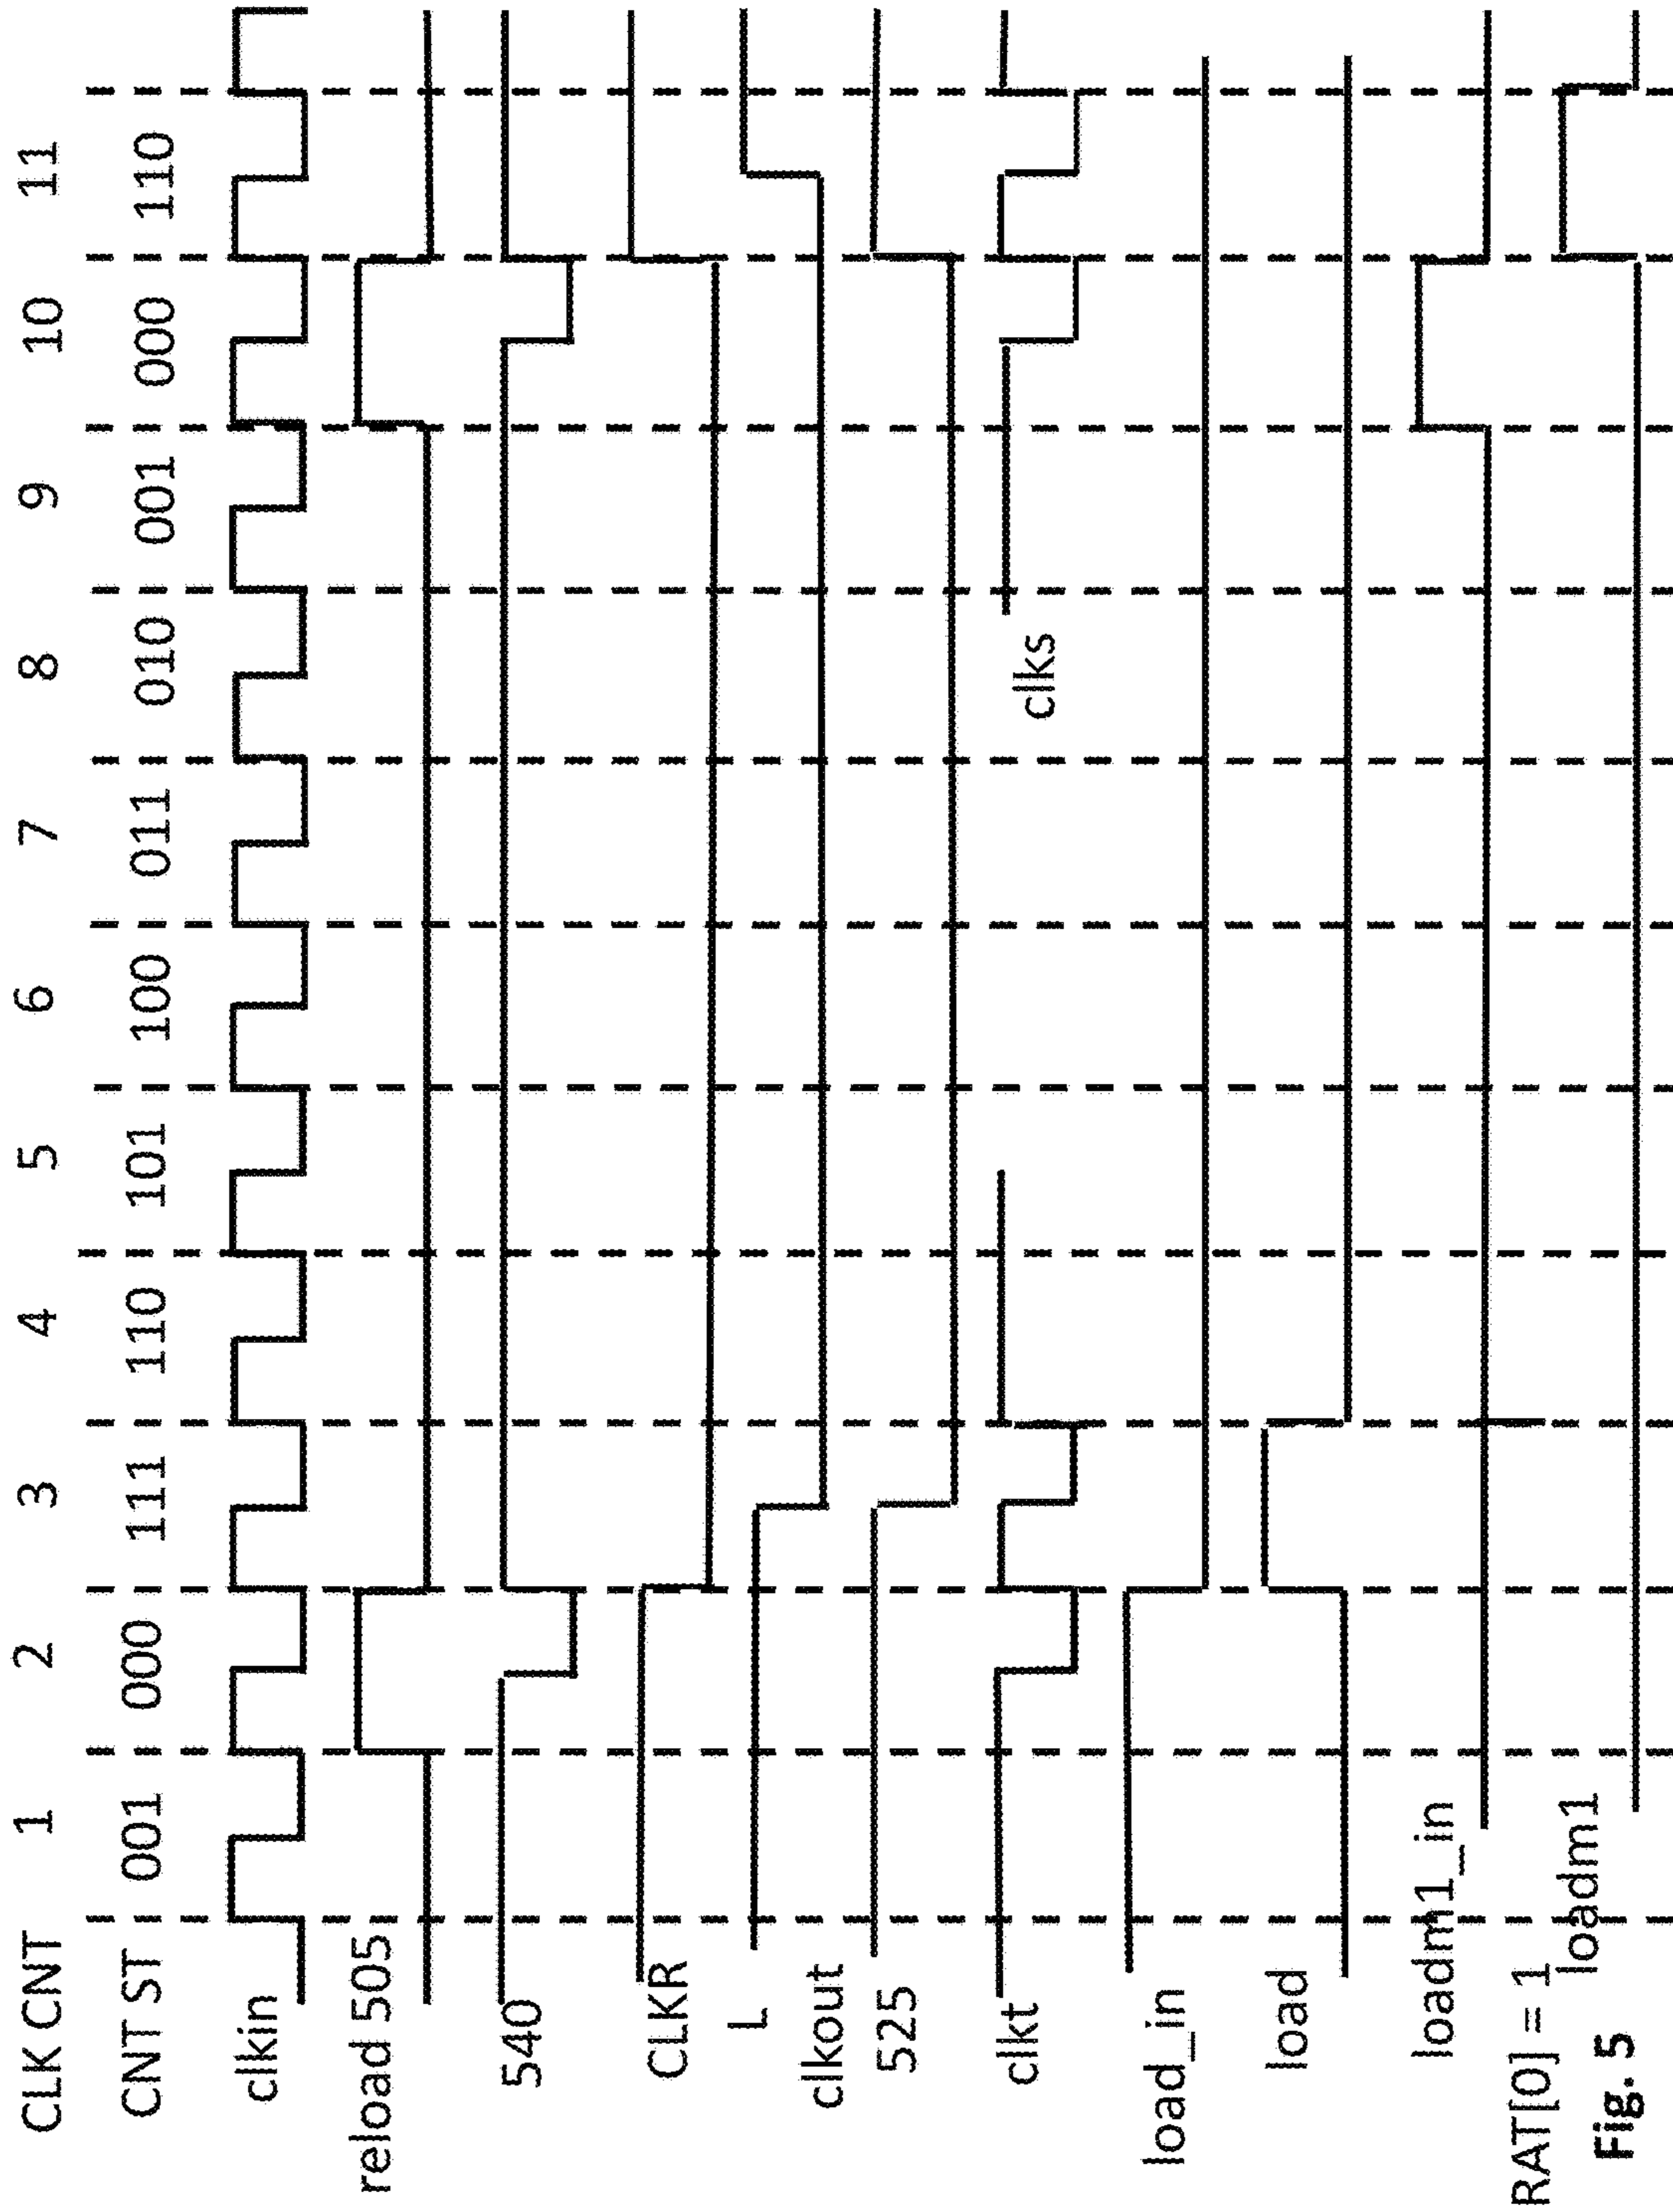 CLK CNT 1 2 3 4 5 6 7 8 9 10 11
CNT ST 001 000 111 110 101 100 011 010 001 000 110
clkin
reload 505
540
CLKR
L
clkout
525
clkt
clks
load_in
load
loadm1_in
RAT[0] = 1
loadm1
Fig. 5